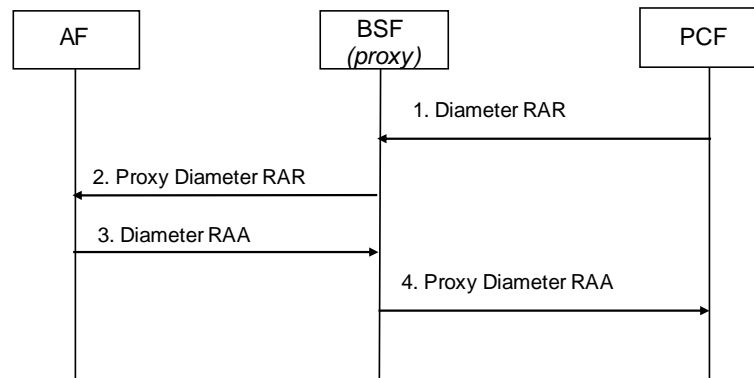 AF
BSF
(proxy)
PCF
1. Diameter RAR
2. Proxy Diameter RAR
3. Diameter RAA
4. Proxy Diameter RAA